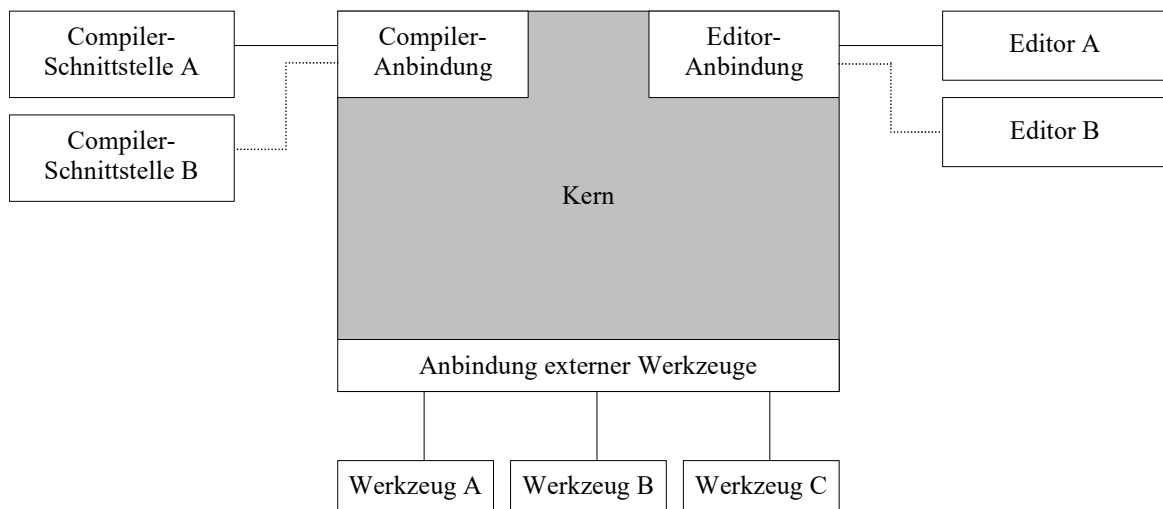 Compiler-
Schnittstelle A
Compiler-
Anbindung
Editor-
Anbindung
Editor A
Compiler-
Schnittstelle B
Editor B
Kern
Anbindung externer Werkzeuge
Werkzeug A
Werkzeug B
Werkzeug C